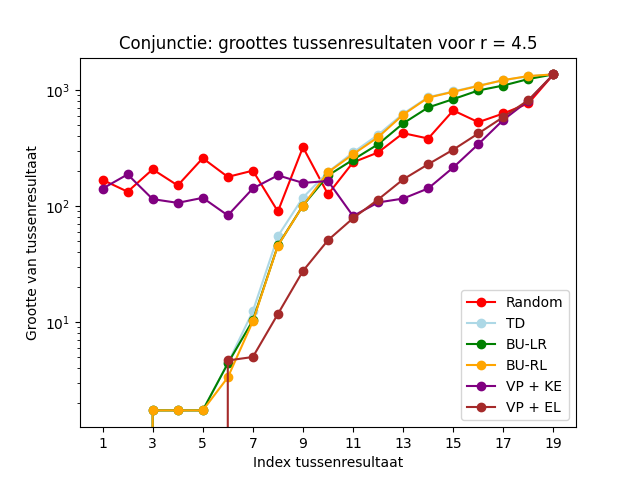 Conjunctie: groottes tussenresultaten voor r = 4.5
Grootte van tussenresultaat
10³
10²
10¹
1 3 5 7 9 11 13 15 17 19
Index tussenresultaat
Random
TD
BU-LR
BU-RL
VP + KE
VP + EL